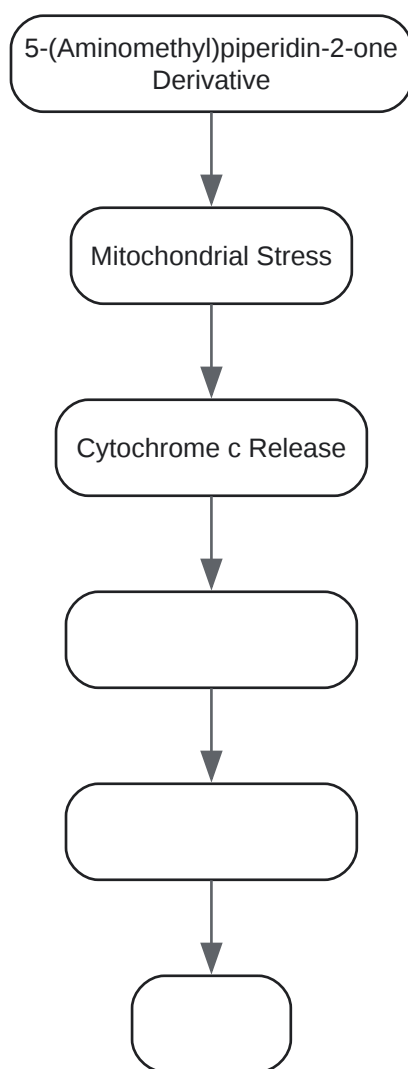 5-(Aminomethyl)piperidin-2-one
Derivative
Mitochondrial Stress
Cytochrome c Release